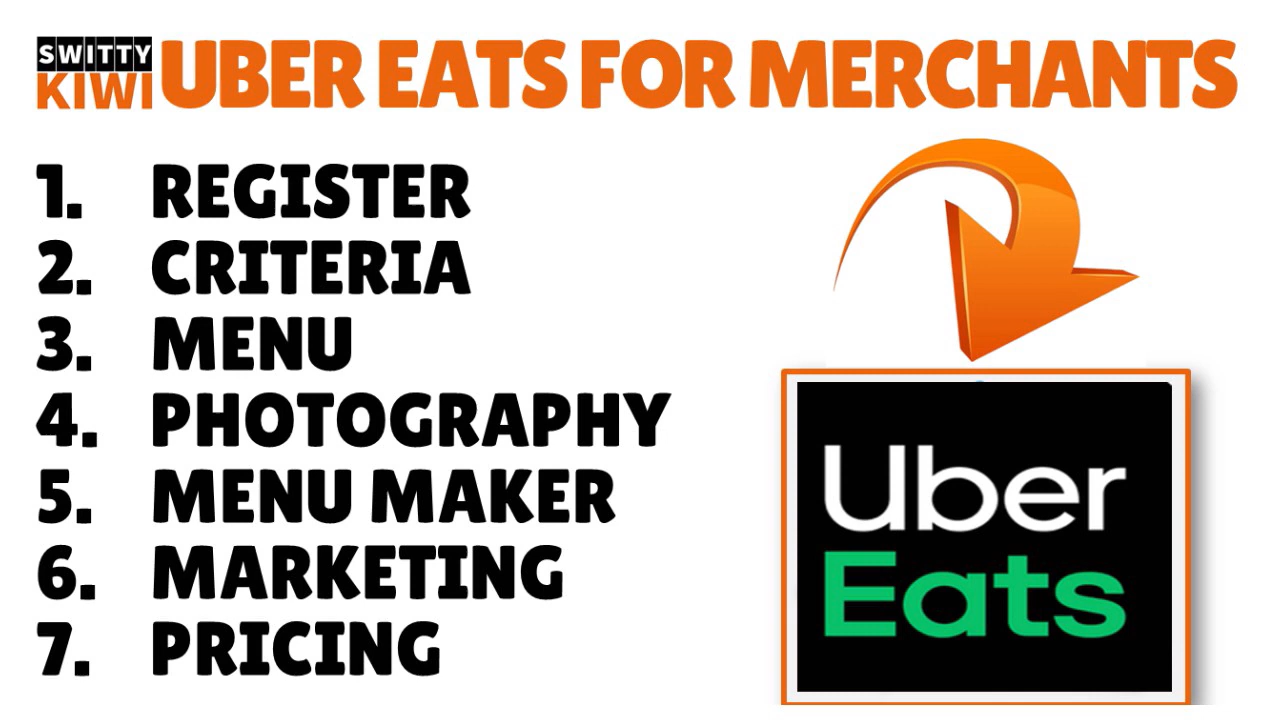 SWITTY
KIWI
UBER EATS FOR MERCHANTS
1. REGISTER
2. CRITERIA
3. MENU
4. PHOTOGRAPHY
5. MENU MAKER
6. MARKETING
7. PRICING
Uber
Eats